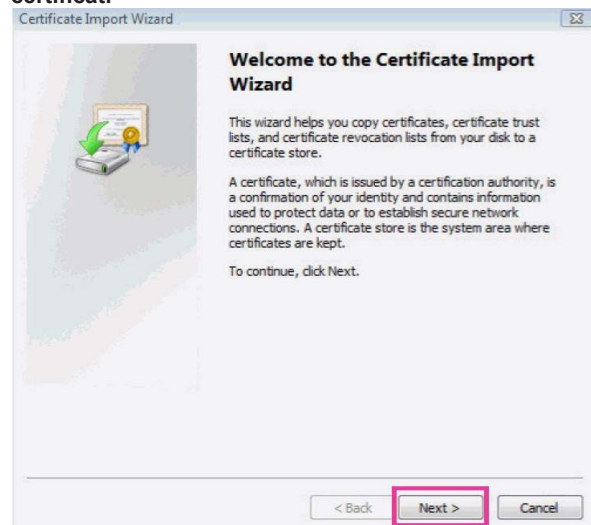 certificat.
Certificate Import Wizard
Welcome to the Certificate Import
Wizard
This wizard helps you copy certificates, certificate trust
lists, and certificate revocation lists from your disk to a
certificate store.
A certificate, which is issued by a certification authority, is
a confirmation of your identity and contains information
used to protect data or to establish secure network
connections. A certificate store is the system area where
certificates are kept.
To continue, click Next.
< Back Next > Cancel